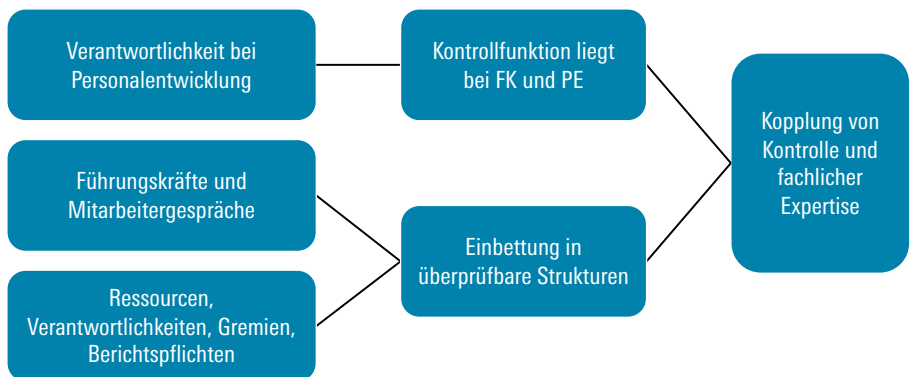 Verantwortlichkeit bei
Personalentwicklung
Kontrollfunktion liegt
bei FK und PE
Kopplung von
Kontrolle und
fachlicher
Expertise
Führungskräfte und
Mitarbeitergespräche
Einbettung in
überprüfbare Strukturen
Ressourcen,
Verantwortlichkeiten, Gremien,
Berichtspflichten